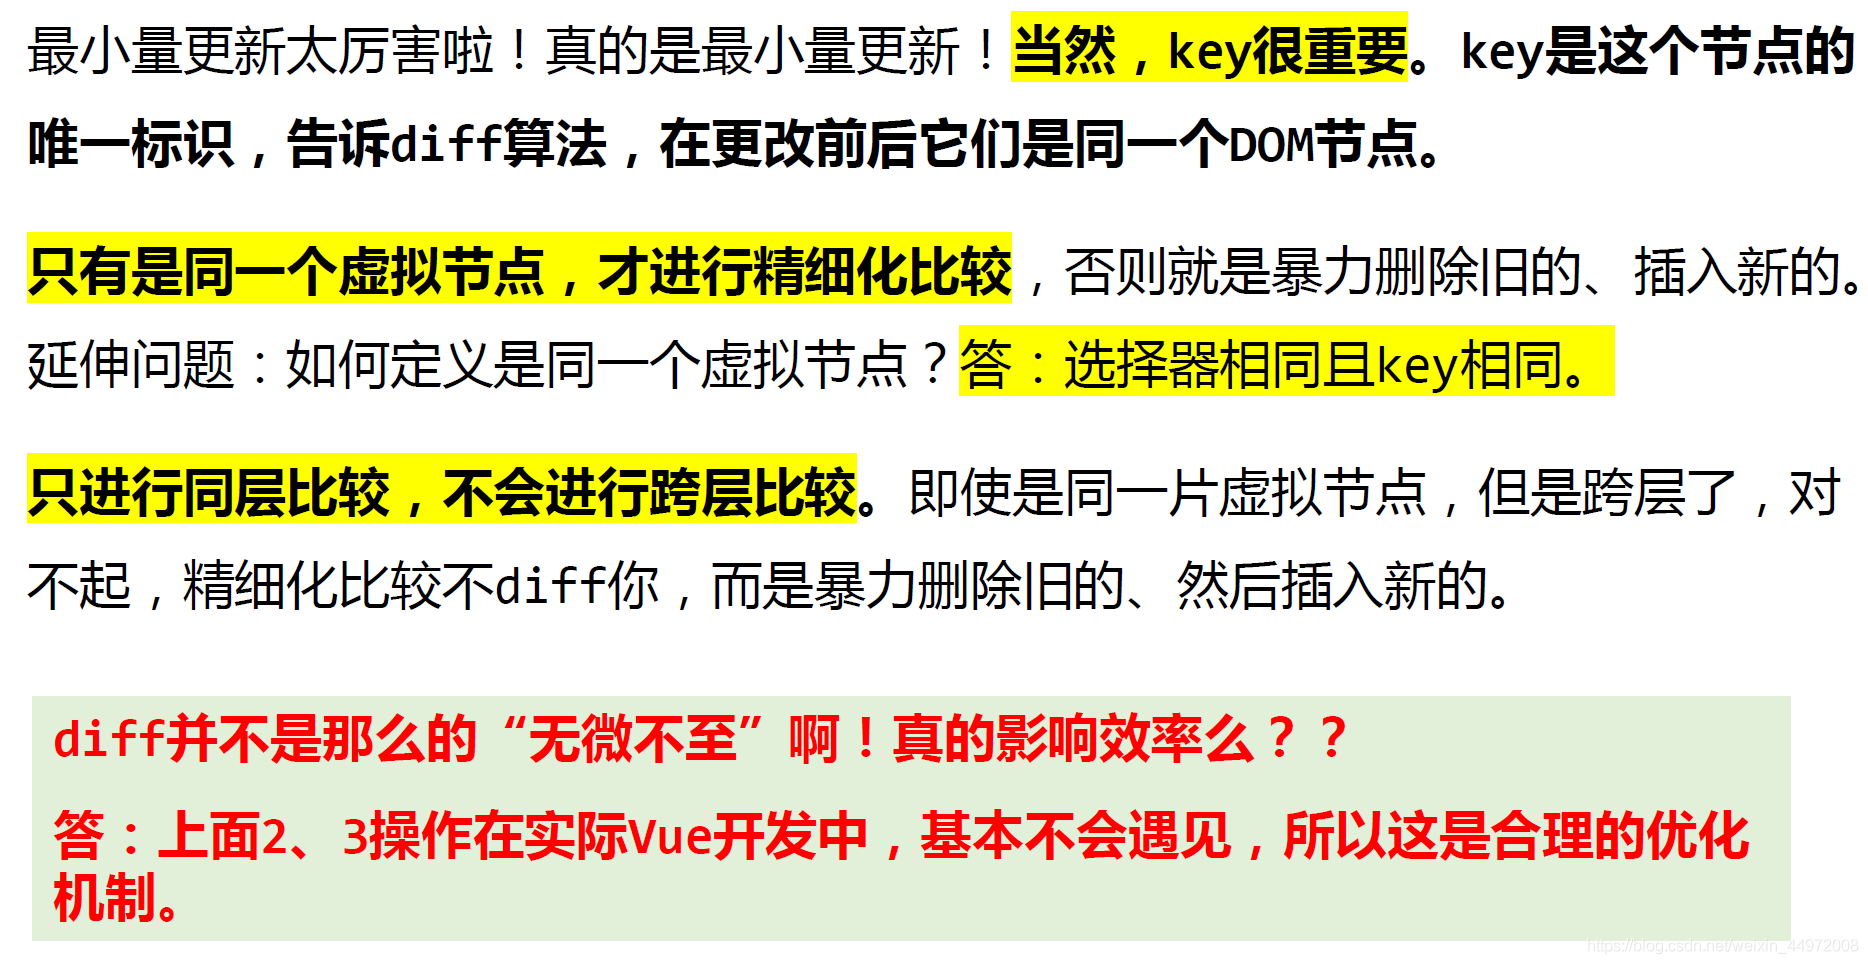 最小量更新太厉害啦！真的是最小量更新！当然，key很重要。key是这个节点的
唯一标识，告诉diff算法，在更改前后它们是同一个DOM节点。
只有是同一个虚拟节点，才进行精细化比较，否则就是暴力删除旧的、插入新的。
延伸问题：如何定义是同一个虚拟节点？答：选择器相同且key相同。
只进行同层比较，不会进行跨层比较。即使是同一片虚拟节点，但是跨层了，对
不起，精细化比较不diff你，而是暴力删除旧的、然后插入新的。
diff并不是那么的“无微不至”啊！真的影响效率么？？
答：上面2、3操作在实际Vue开发中，基本不会遇见，所以这是合理的优化
机制。
https://blog.csdn.net/weixin_44972008